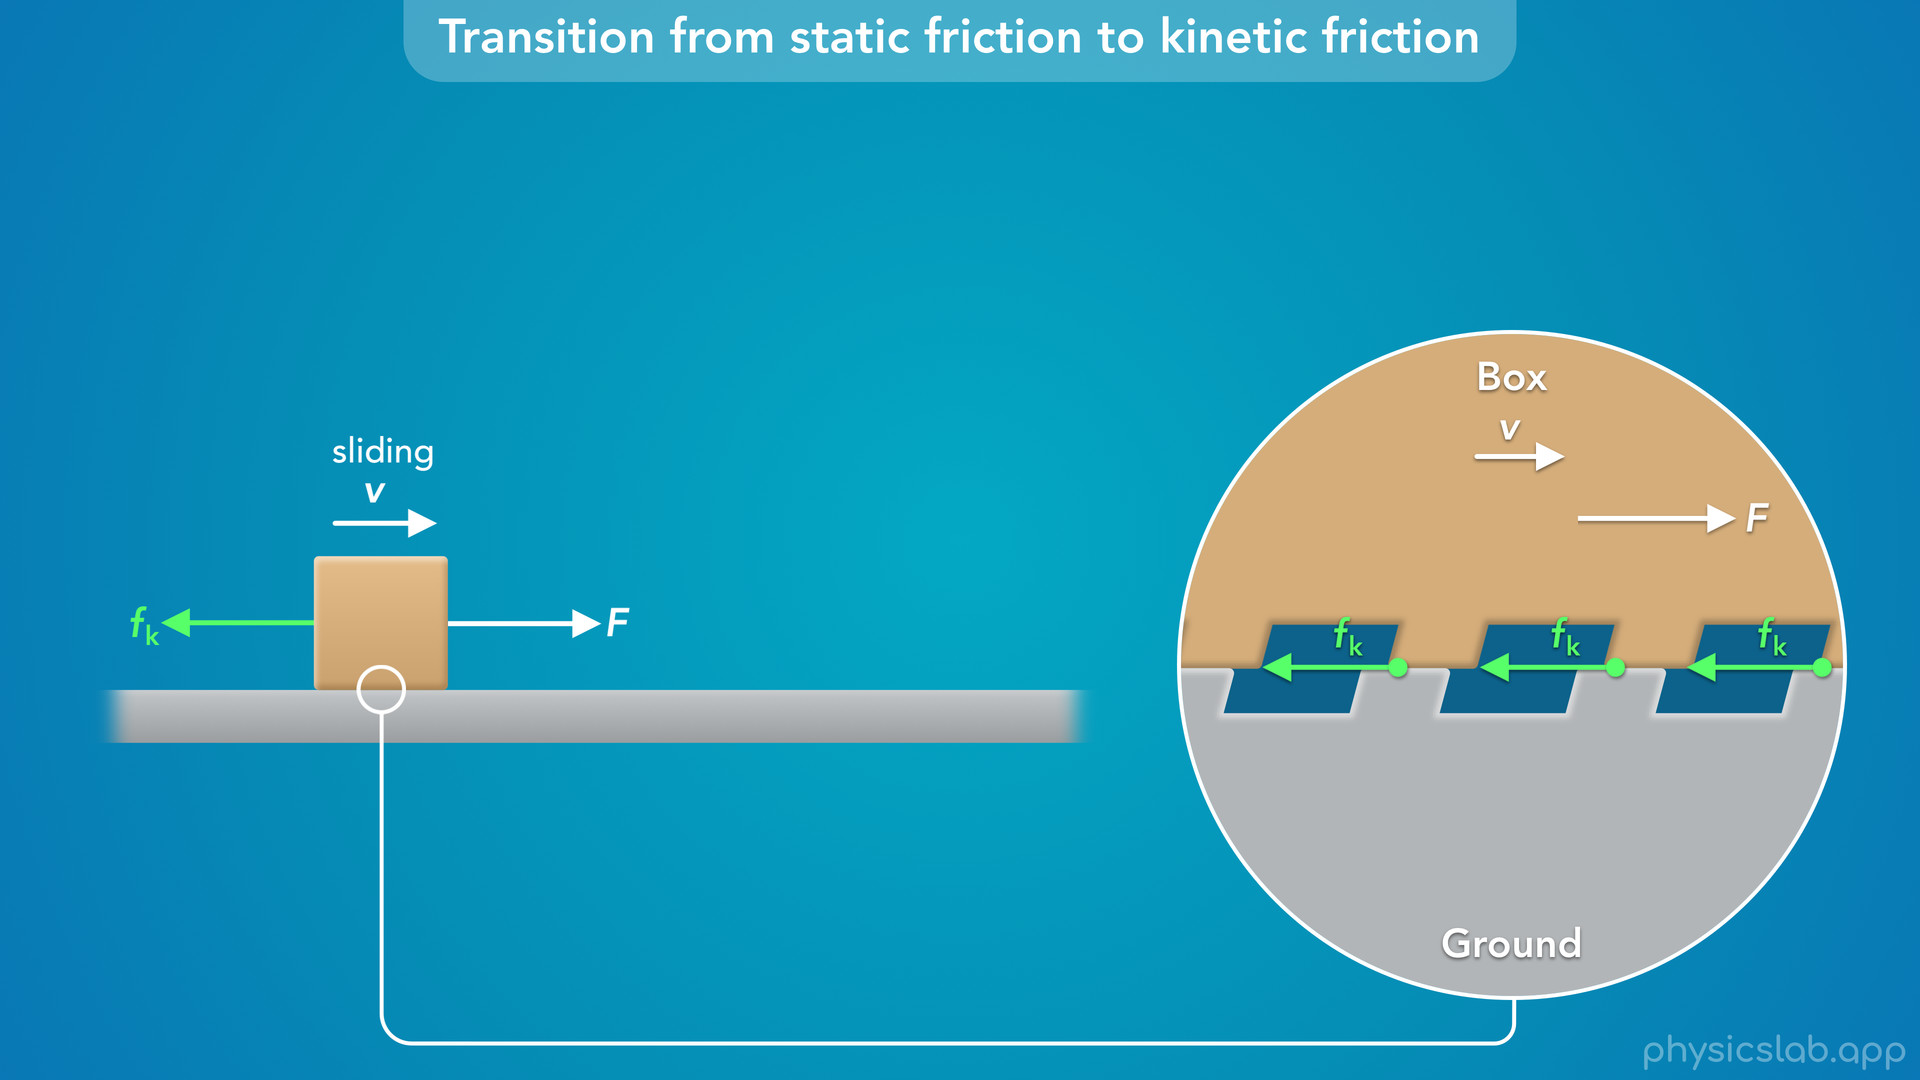 Transition from static friction to kinetic friction
sliding
v
fk
F
Box
v
F
fk
fk
fk
Ground
physicslab.app